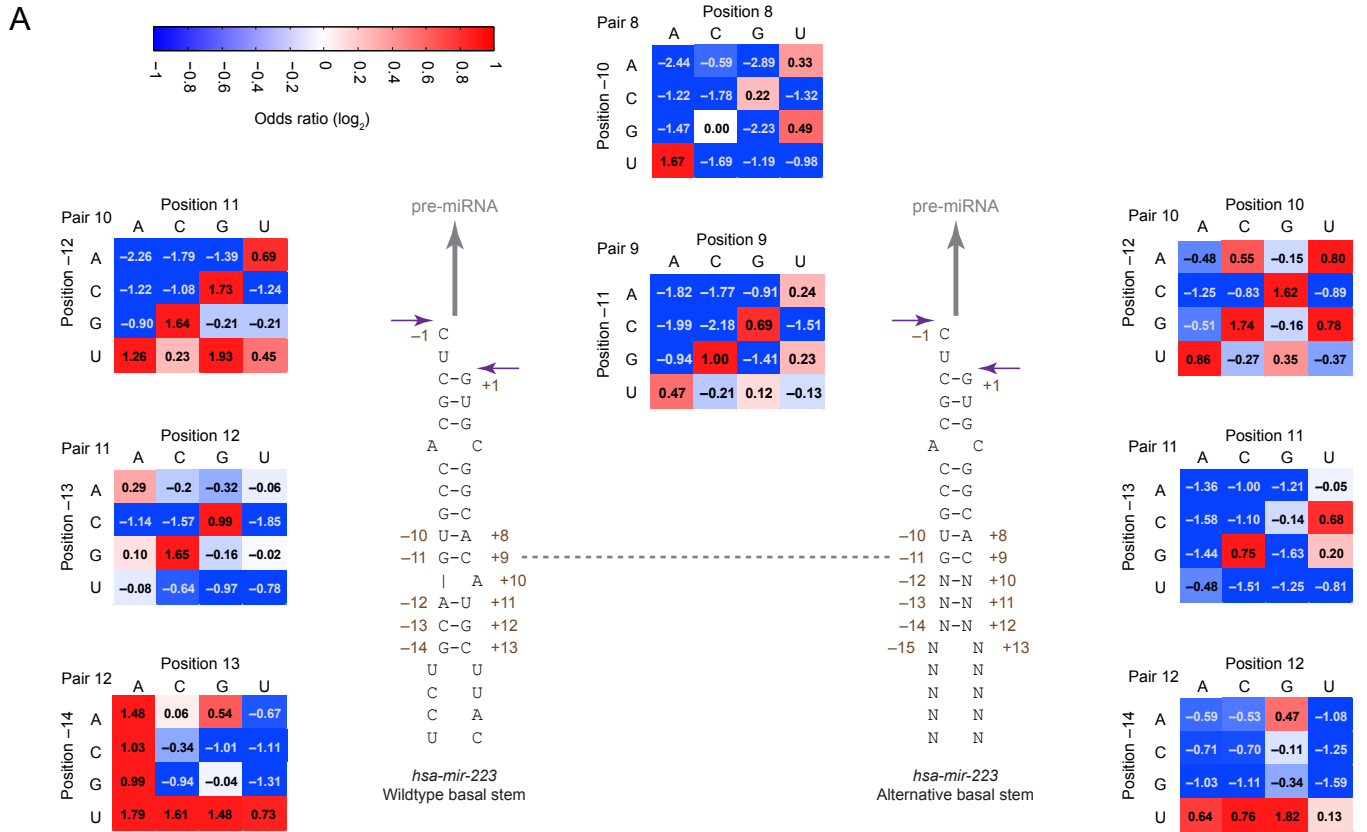 A
−1 −0.8 −0.6 −0.4 −0.2 0 0.2 0.4 0.6 0.8 1
Odds ratio (log2)
Pair 8 Position 8
A C G U
Position −10
A −2.44 −0.59 −2.89 0.33
C −1.22 −1.78 0.22 −1.32
G −1.47 0.00 −2.23 0.49
U 1.67 −1.69 −1.19 −0.98
Pair 10 Position 11
A C G U
Position −12
A −2.26 −1.79 −1.39 0.69
C −1.22 −1.08 1.73 −1.24
G −0.90 1.64 −0.21 −0.21
U 1.26 0.23 1.93 0.45
Pair 11 Position 12
A C G U
Position −13
A 0.29 −0.2 −0.32 −0.06
C −1.14 −1.57 0.99 −1.85
G 0.10 1.65 −0.16 −0.02
U −0.08 −0.64 −0.97 −0.78
Pair 12 Position 13
A C G U
Position −14
A 1.48 0.06 0.54 −0.67
C 1.03 −0.34 −1.01 −1.11
G 0.99 −0.94 −0.04 −1.31
U 1.79 1.61 1.48 0.73
pre-miRNA
−1 C
U
C–G
+1
G–U
C–G
A C
C–G
C–G
G–U
−10 U–A +8
−11 G–C +9
| A +10
−12 A–U +11
−13 C–G +12
−14 G–C +13
U U
C U
C A
U C
hsa-mir-223
Wildtype basal stem
Pair 9 Position 9
A C G U
Position −11
A −1.82 −1.77 −0.91 0.24
C −1.99 −2.18 0.69 −1.51
G −0.94 1.00 −1.41 0.23
U 0.47 −0.21 0.12 −0.13
pre-miRNA
−1 C
U
C–G
+1
G–U
C–G
A C
C–G
C–G
G–U
−10 U–A +8
−11 G–C +9
−12 N–N +10
−13 N–N +11
−14 N–N +12
−15 N N +13
N N
N N
N N
N N
hsa-mir-223
Alternative basal stem
Pair 10 Position 10
A C G U
Position −12
A −0.48 0.55 −0.15 0.80
C −1.25 −0.83 1.62 −0.89
G −0.51 1.74 −0.16 0.78
U 0.86 −0.27 0.35 −0.37
Pair 11 Position 11
A C G U
Position −13
A −1.36 −1.00 −1.21 −0.05
C −1.58 −1.10 −0.14 0.68
G −1.44 0.75 −1.63 0.20
U −0.48 −1.51 −1.25 −0.81
Pair 12 Position 12
A C G U
Position −14
A −0.59 −0.53 0.47 −1.08
C −0.71 −0.70 −0.11 −1.25
G −1.03 −1.11 −0.34 −1.59
U 0.64 0.76 1.82 0.13